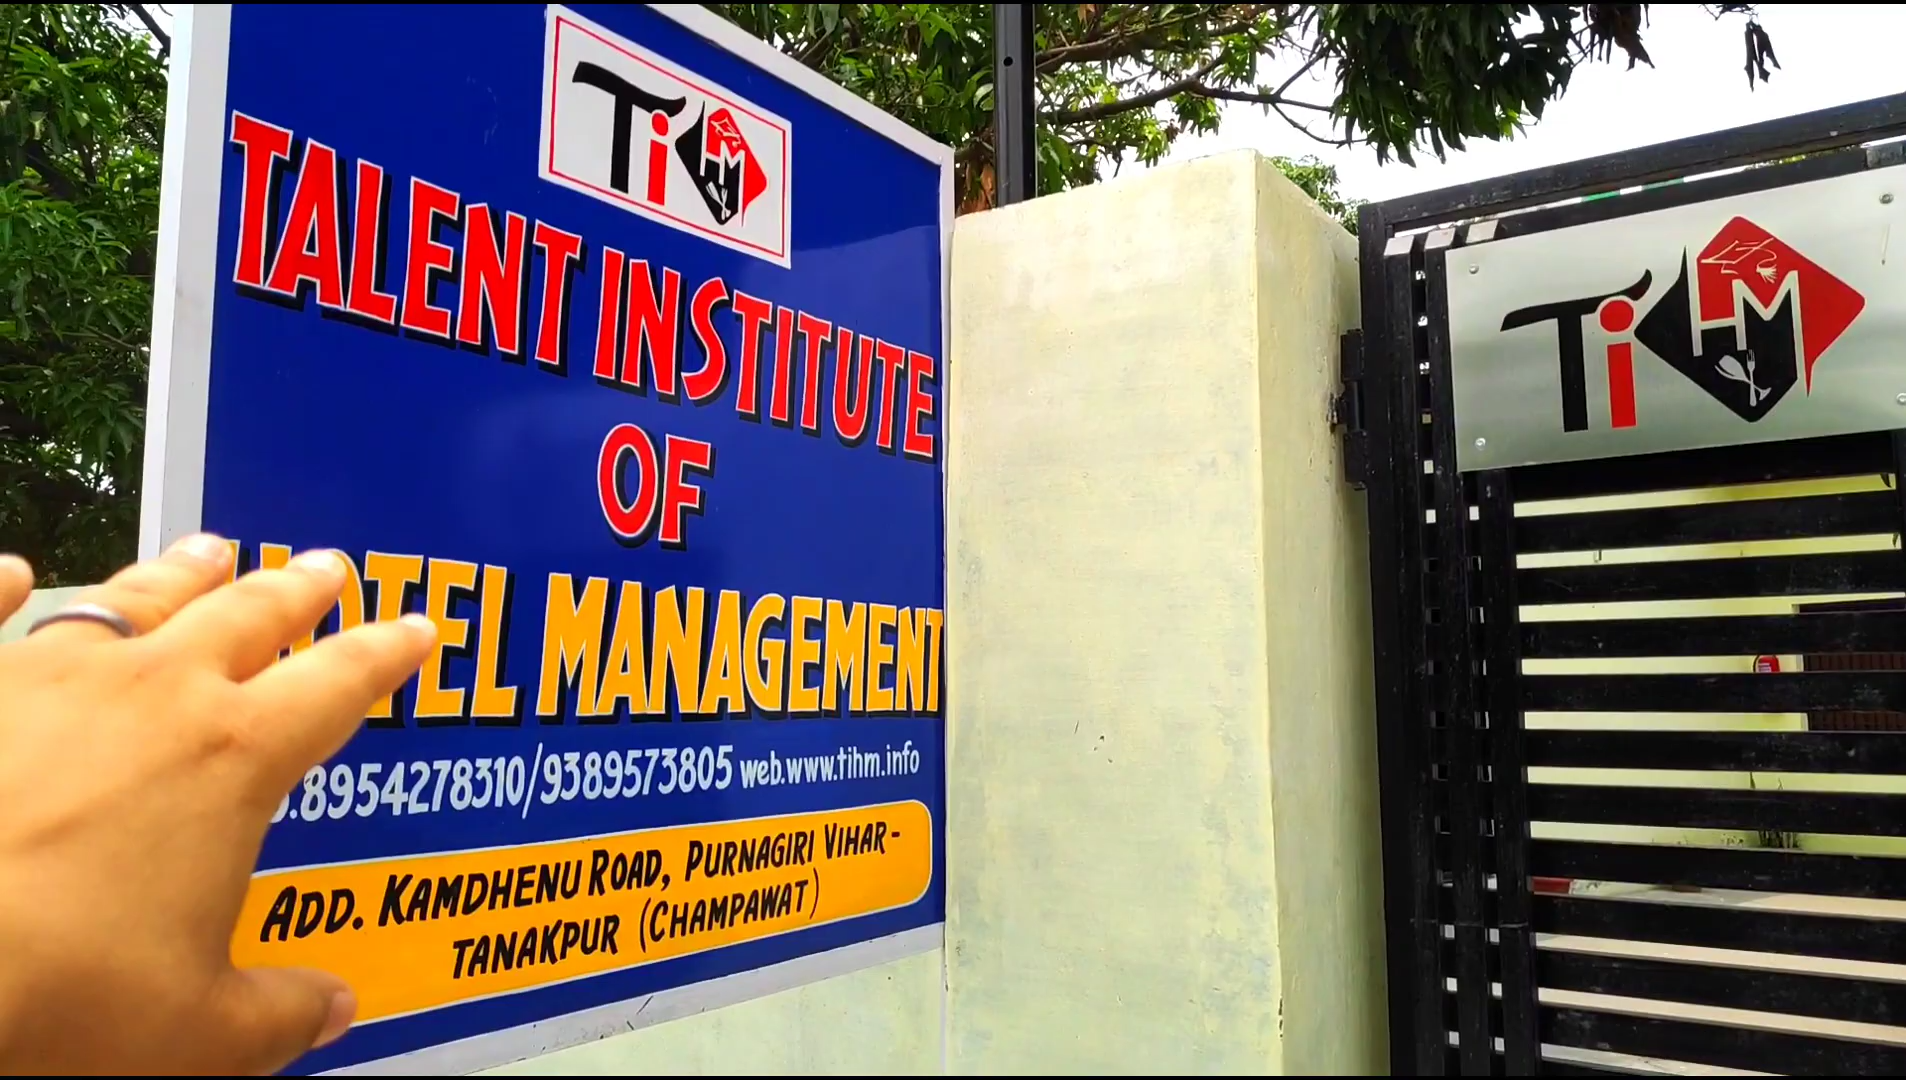 TiHM
TALENT INSTITUTE
OF
HOTEL MANAGEMENT
.8954278310/9389573805 web.www.tihm.info
ADD. KAMDHENU ROAD, PURNAGIRI VIHAR-
TANAKPUR (CHAMPAWAT)
TiHM